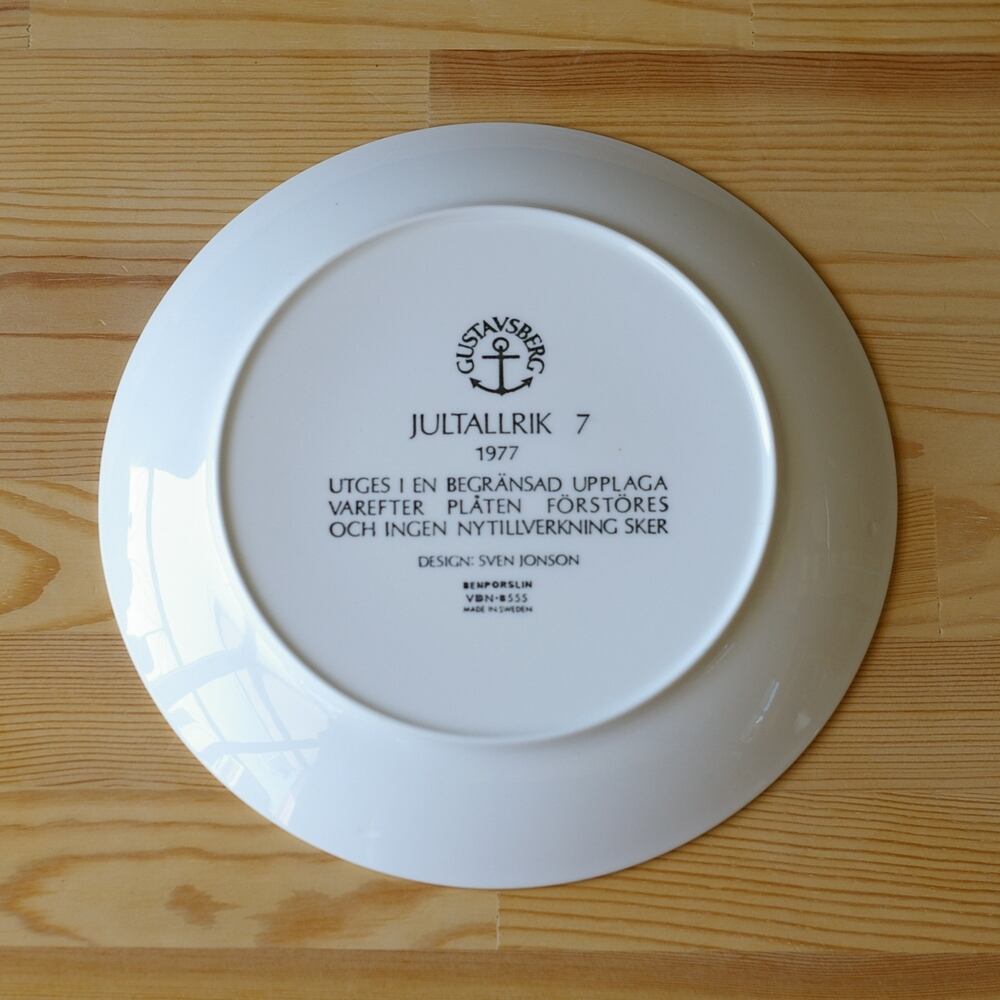 GUSTAVSBERG
JULTALLRIK 7
1977
UTGES I EN BEGRÄNSAD UPPLAGA
VAREFTER PLÅTEN FÖRSTÖRES
OCH INGEN NYTILLVERKNING SKER
DESIGN: SVEN JONSON
BENPORSLIN
VDN-8555
MADE IN SWEDEN